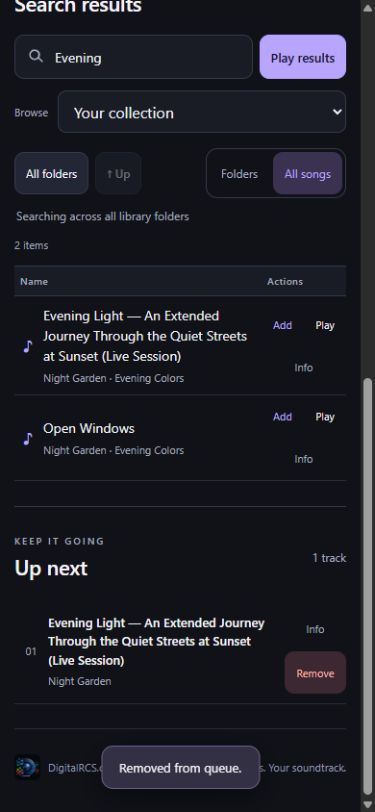 Search results
Evening
Play results
Browse
Your collection
All folders
↑ Up
Folders
All songs
Searching across all library folders
2 items
Name
Actions
Evening Light — An Extended
Journey Through the Quiet Streets
at Sunset (Live Session)
Night Garden · Evening Colors
Add
Play
Info
Open Windows
Night Garden · Evening Colors
Add
Play
Info
KEEP IT GOING
Up next
1 track
01
Evening Light — An Extended Journey
Through the Quiet Streets at Sunset
(Live Session)
Night Garden
Info
Remove
DigitalRCS.
Removed from queue.
Your soundtrack.